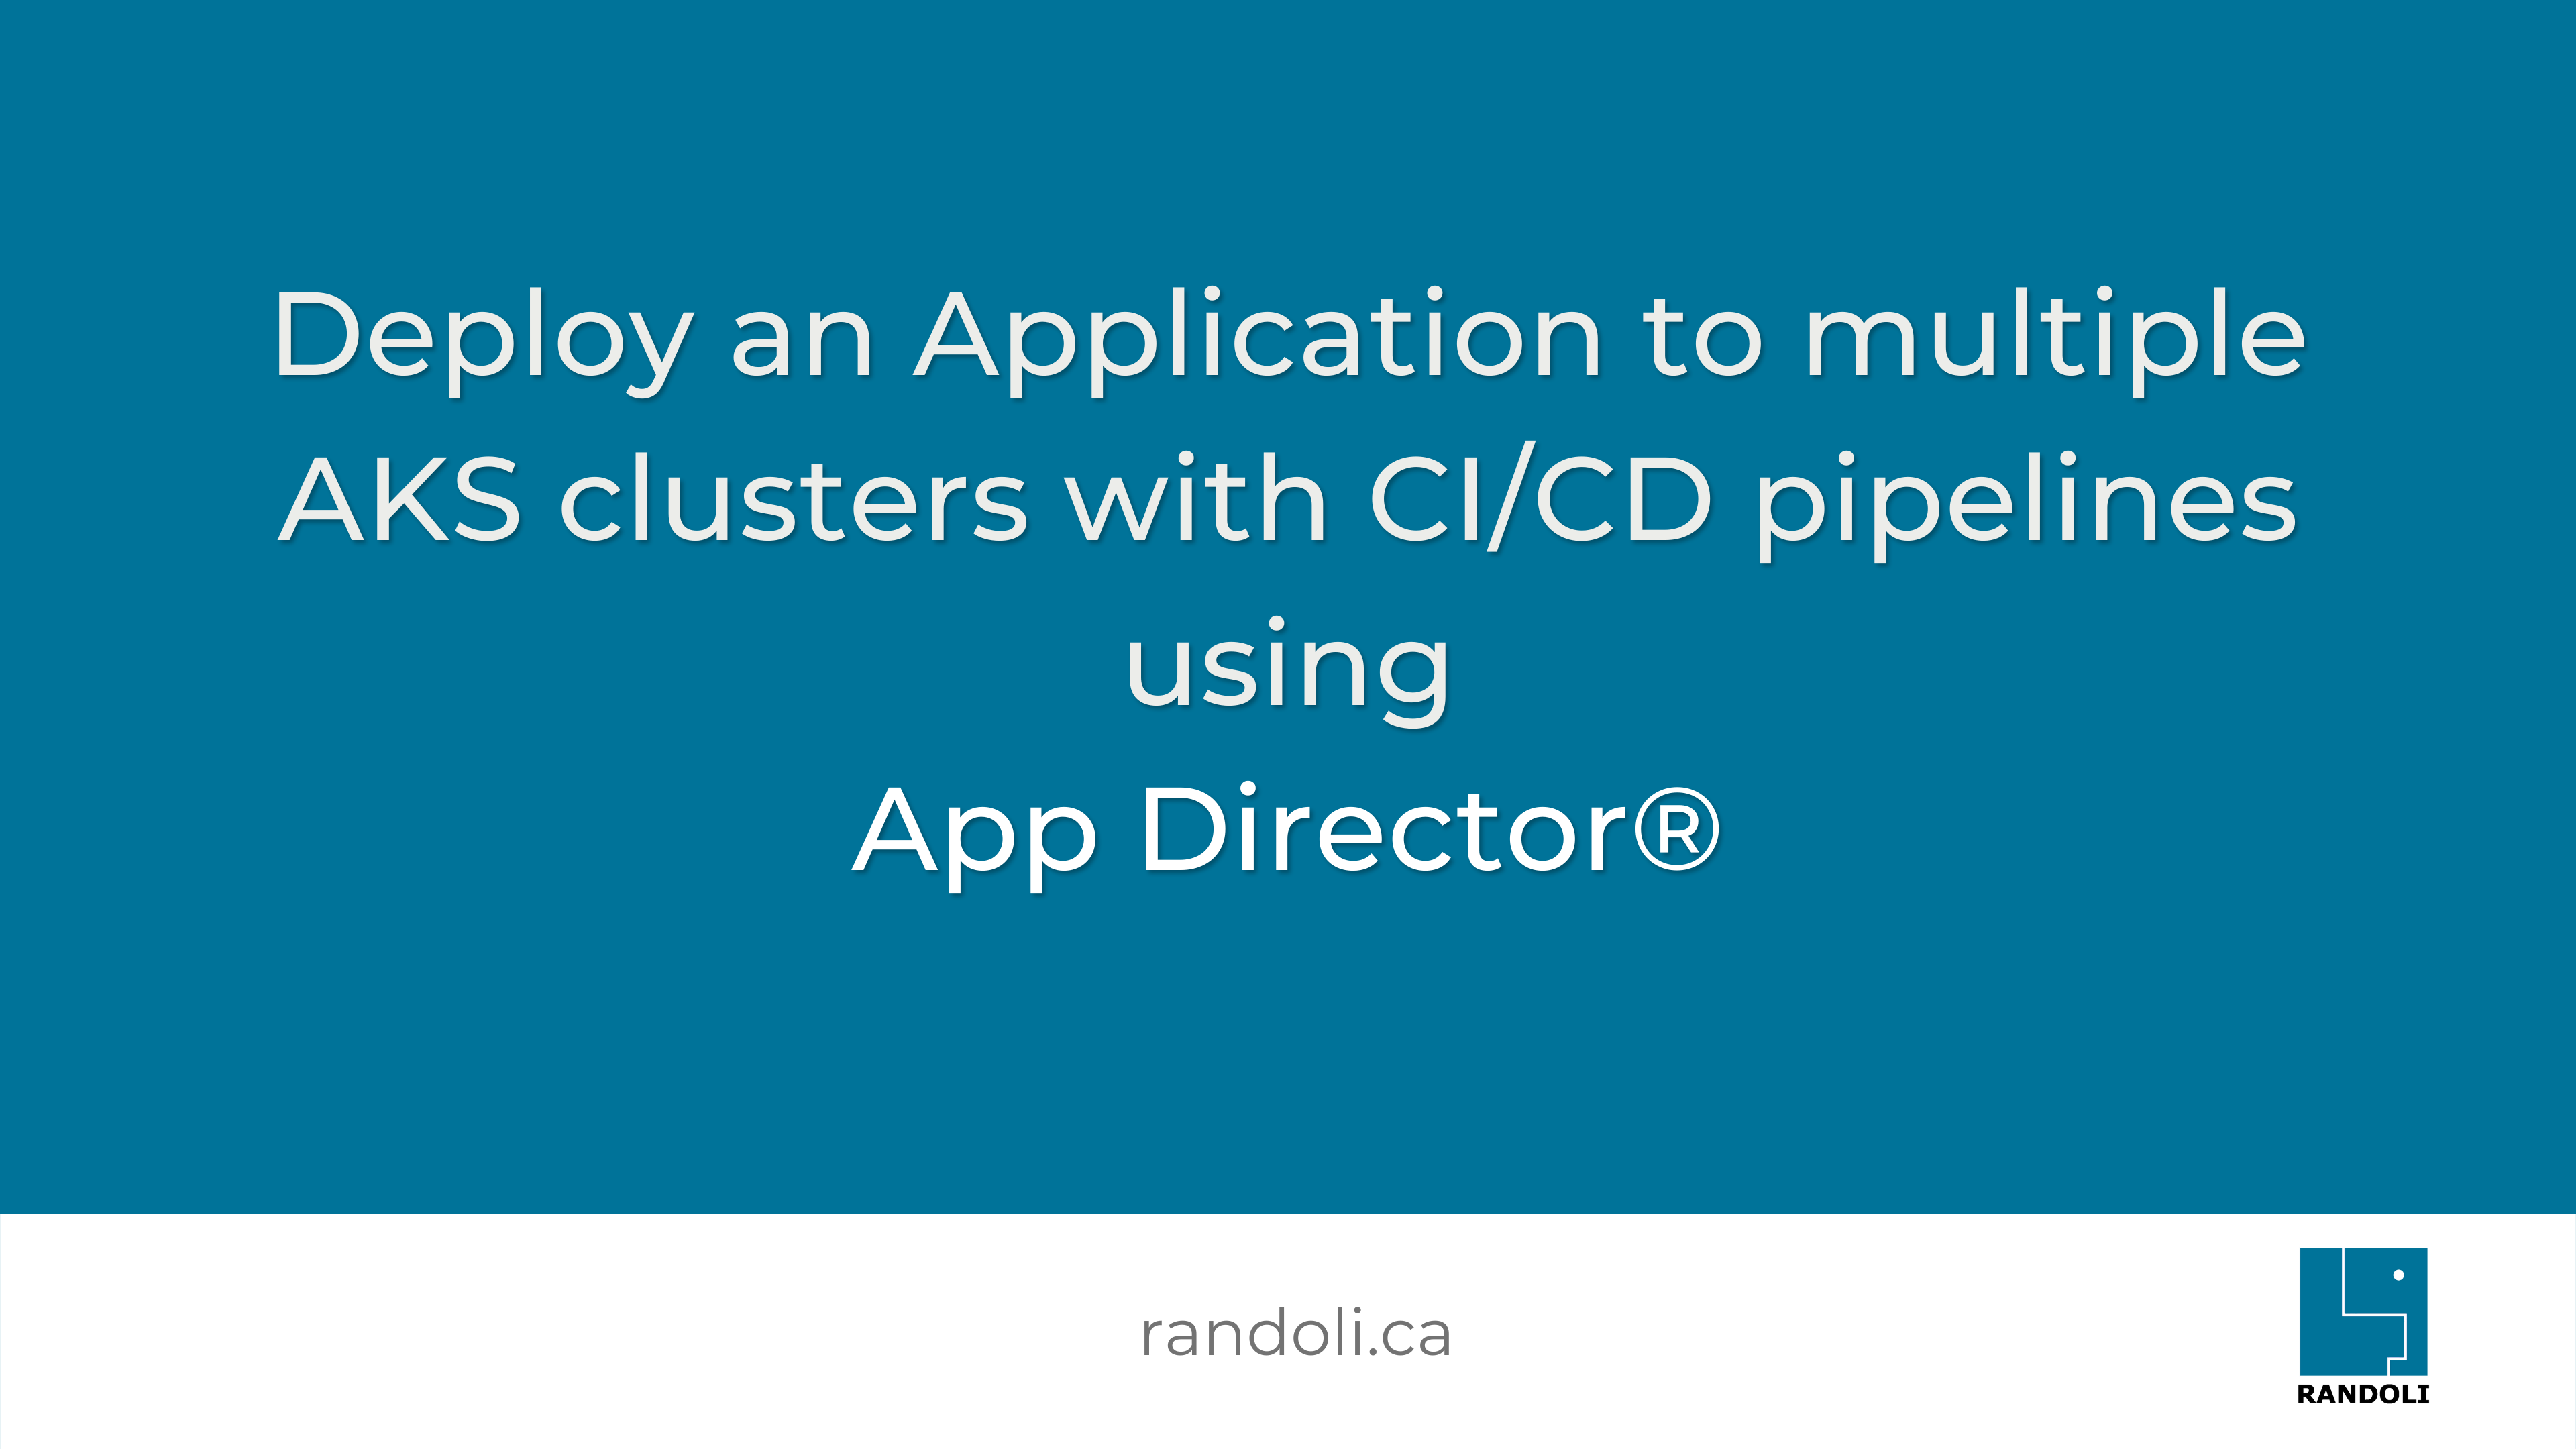 Deploy an Application to multiple
AKS clusters with CI/CD pipelines
using
App Director®
randoli.ca
RANDOLI